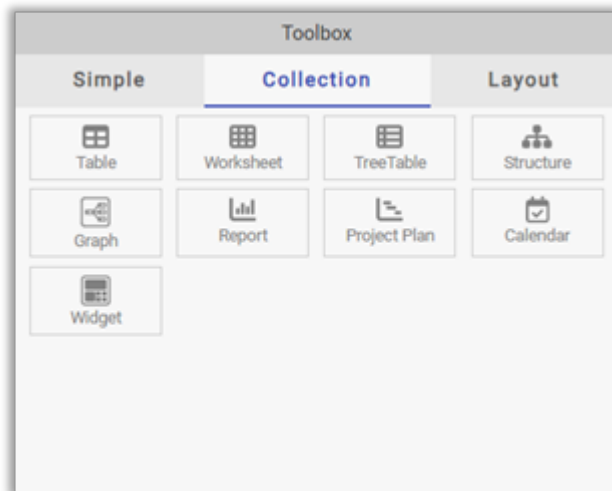 Toolbox
Simple Collection Layout
Table Worksheet TreeTable Structure
Graph Report Project Plan Calendar
Widget